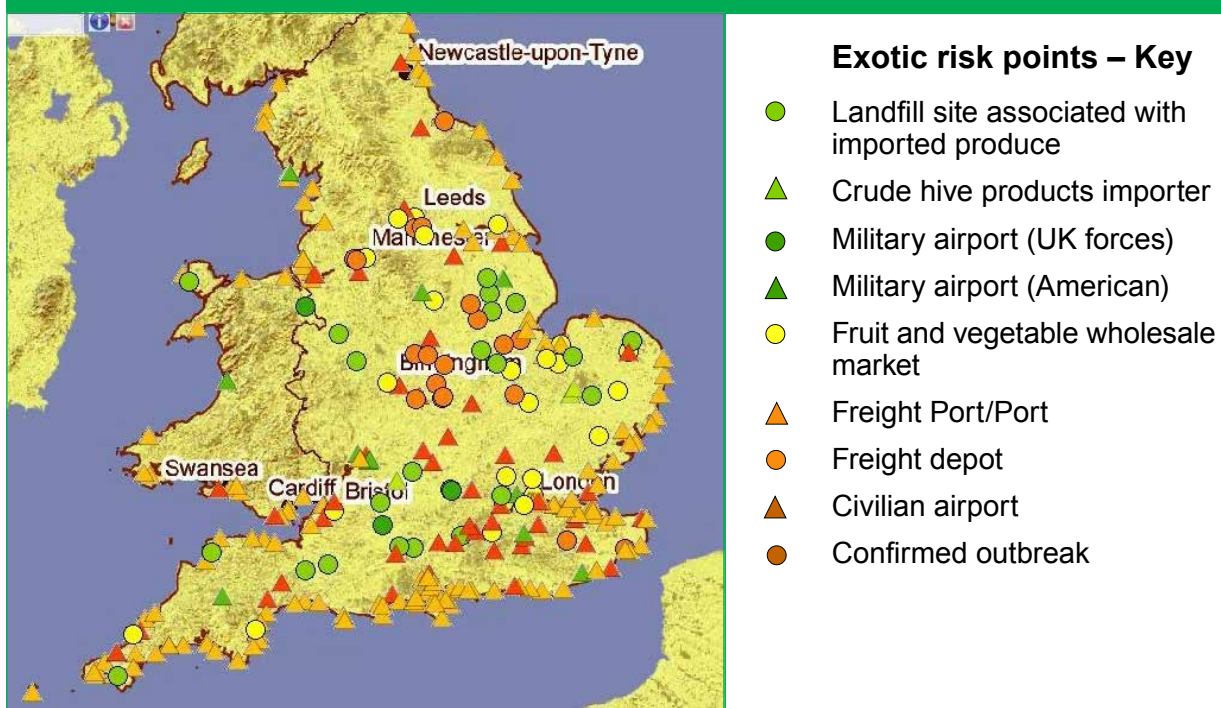 Newcastle-upon-Tyne
Leeds
Manchester
Birmingham
Swansea
Cardiff
Bristol
London
Exotic risk points – Key
Landfill site associated with
imported produce
Crude hive products importer
Military airport (UK forces)
Military airport (American)
Fruit and vegetable wholesale
market
Freight Port/Port
Freight depot
Civilian airport
Confirmed outbreak